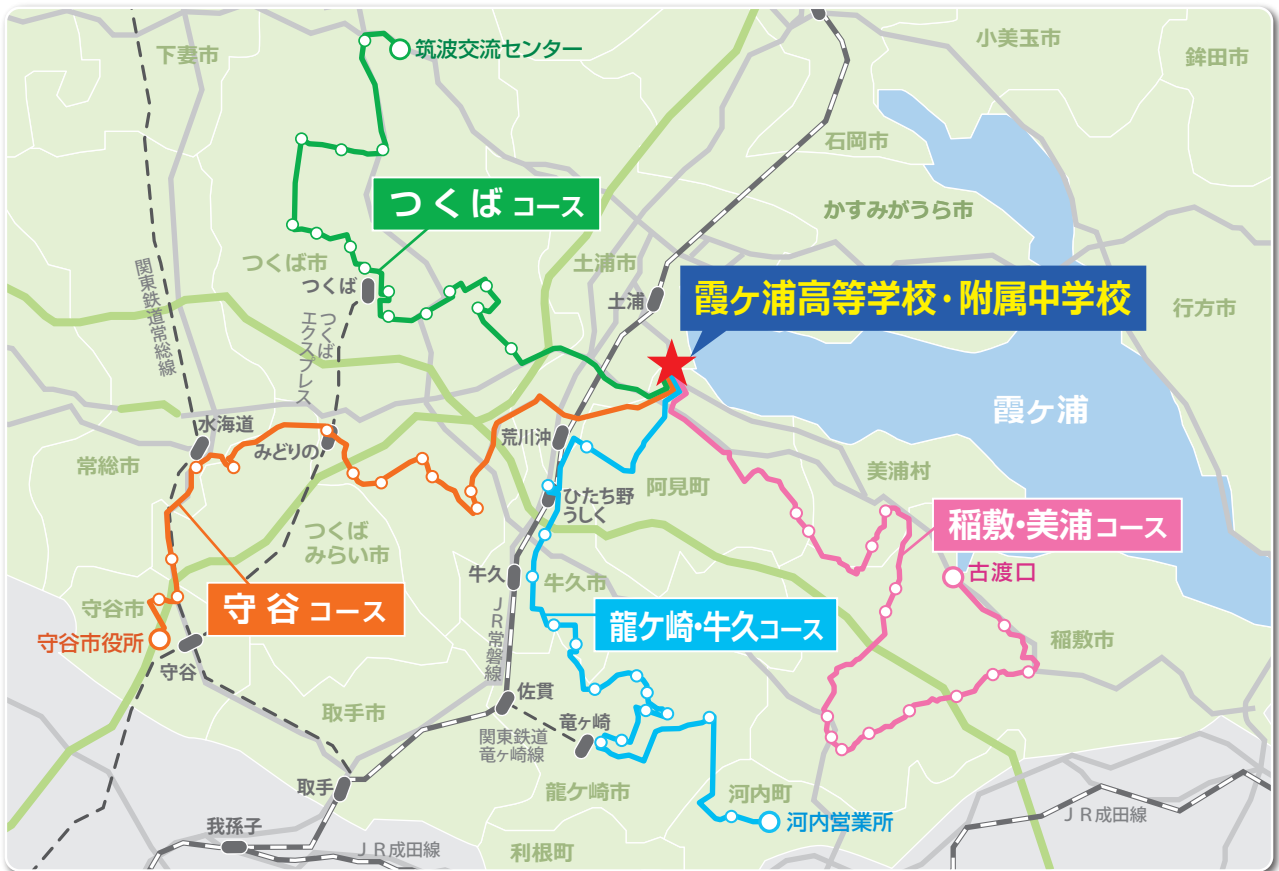 下妻市
筑波交流センター
小美玉市
鉾田市
石岡市
つくば コース
かすみがうら市
つくば市
土浦市
つくば
土浦
霞ケ浦高等学校・附属中学校
行方市
関東鉄道常総線
つくば
エクスプレス
霞ヶ浦
水海道
みどりの
荒川沖
常総市
美浦村
阿見町
ひたち野
うしく
稲敷・美浦コース
つくば
みらい市
古渡口
牛久
牛久市
守谷市
守谷 コース
龍ケ崎・牛久コース
守谷市役所
稲敷市
守谷
JR常磐線
佐貫
取手市
竜ヶ崎
関東鉄道
竜ヶ崎線
取手
龍ケ崎市
河内町
河内営業所
我孫子
JR成田線
利根町
JR成田線